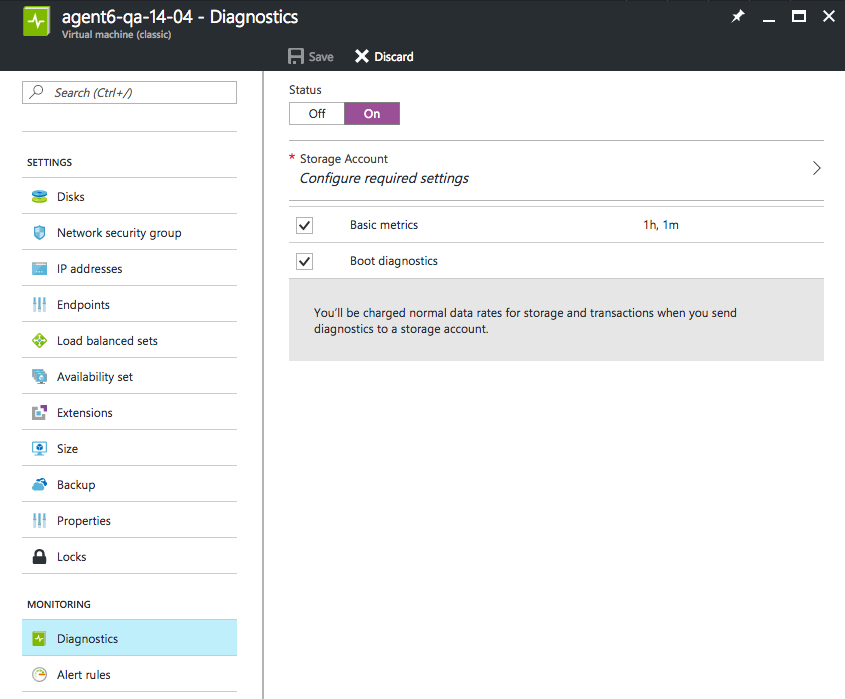 agent6-qa-14-04 - Diagnostics
Virtual machine (classic)
Save Discard
Search (Ctrl+/)
SETTINGS
Disks
Network security group
IP addresses
Endpoints
Load balanced sets
Availability set
Extensions
Size
Backup
Properties
Locks
MONITORING
Diagnostics
Alert rules
Status
Off On
* Storage Account
Configure required settings
Basic metrics 1h, 1m
Boot diagnostics
You'll be charged normal data rates for storage and transactions when you send
diagnostics to a storage account.